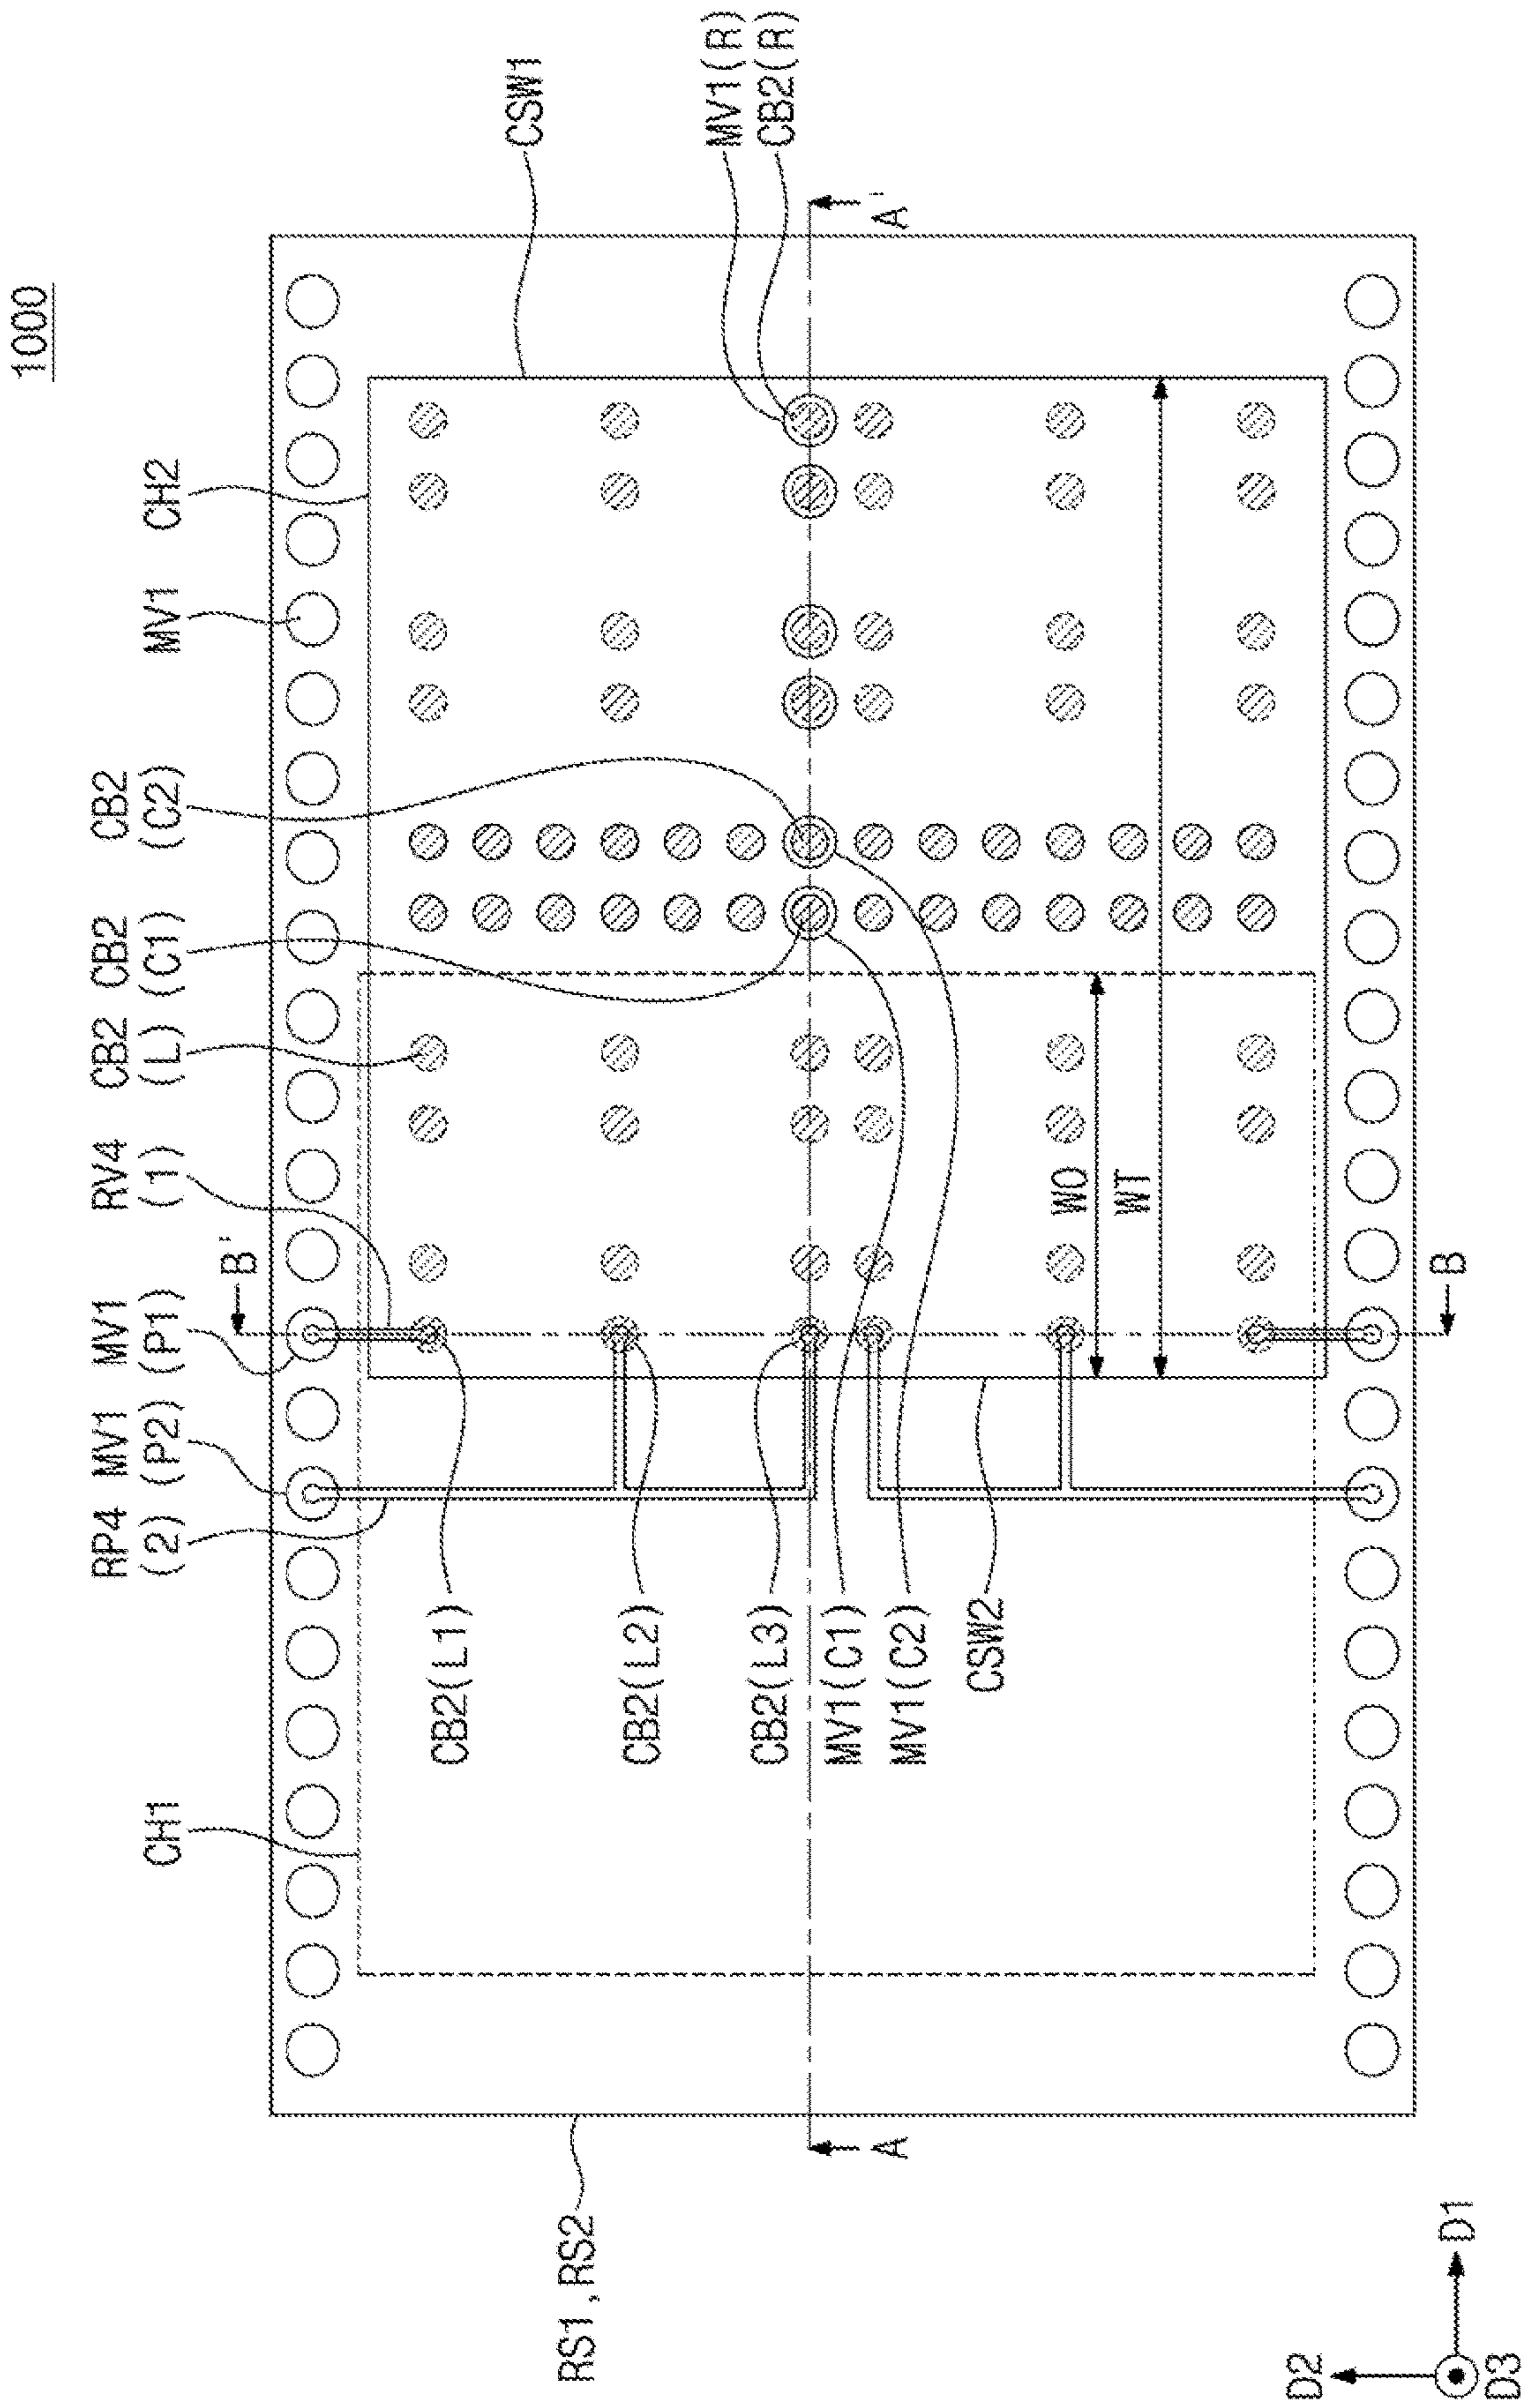 1000
RP4
(2)
MV1
(P2)
MV1
(P1)
RV4
(1)
CB2
(L)
CB2
(C1)
CB2
(C2)
MV1
CH2
CH1
B'
B
CSW1
MV1(R)
CB2(R)
A'
A
WO
WT
CB2(L1)
CB2(L2)
CB2(L3)
MV1(C1)
MV1(C2)
CSW2
RS1,RS2
D2
D1
D3